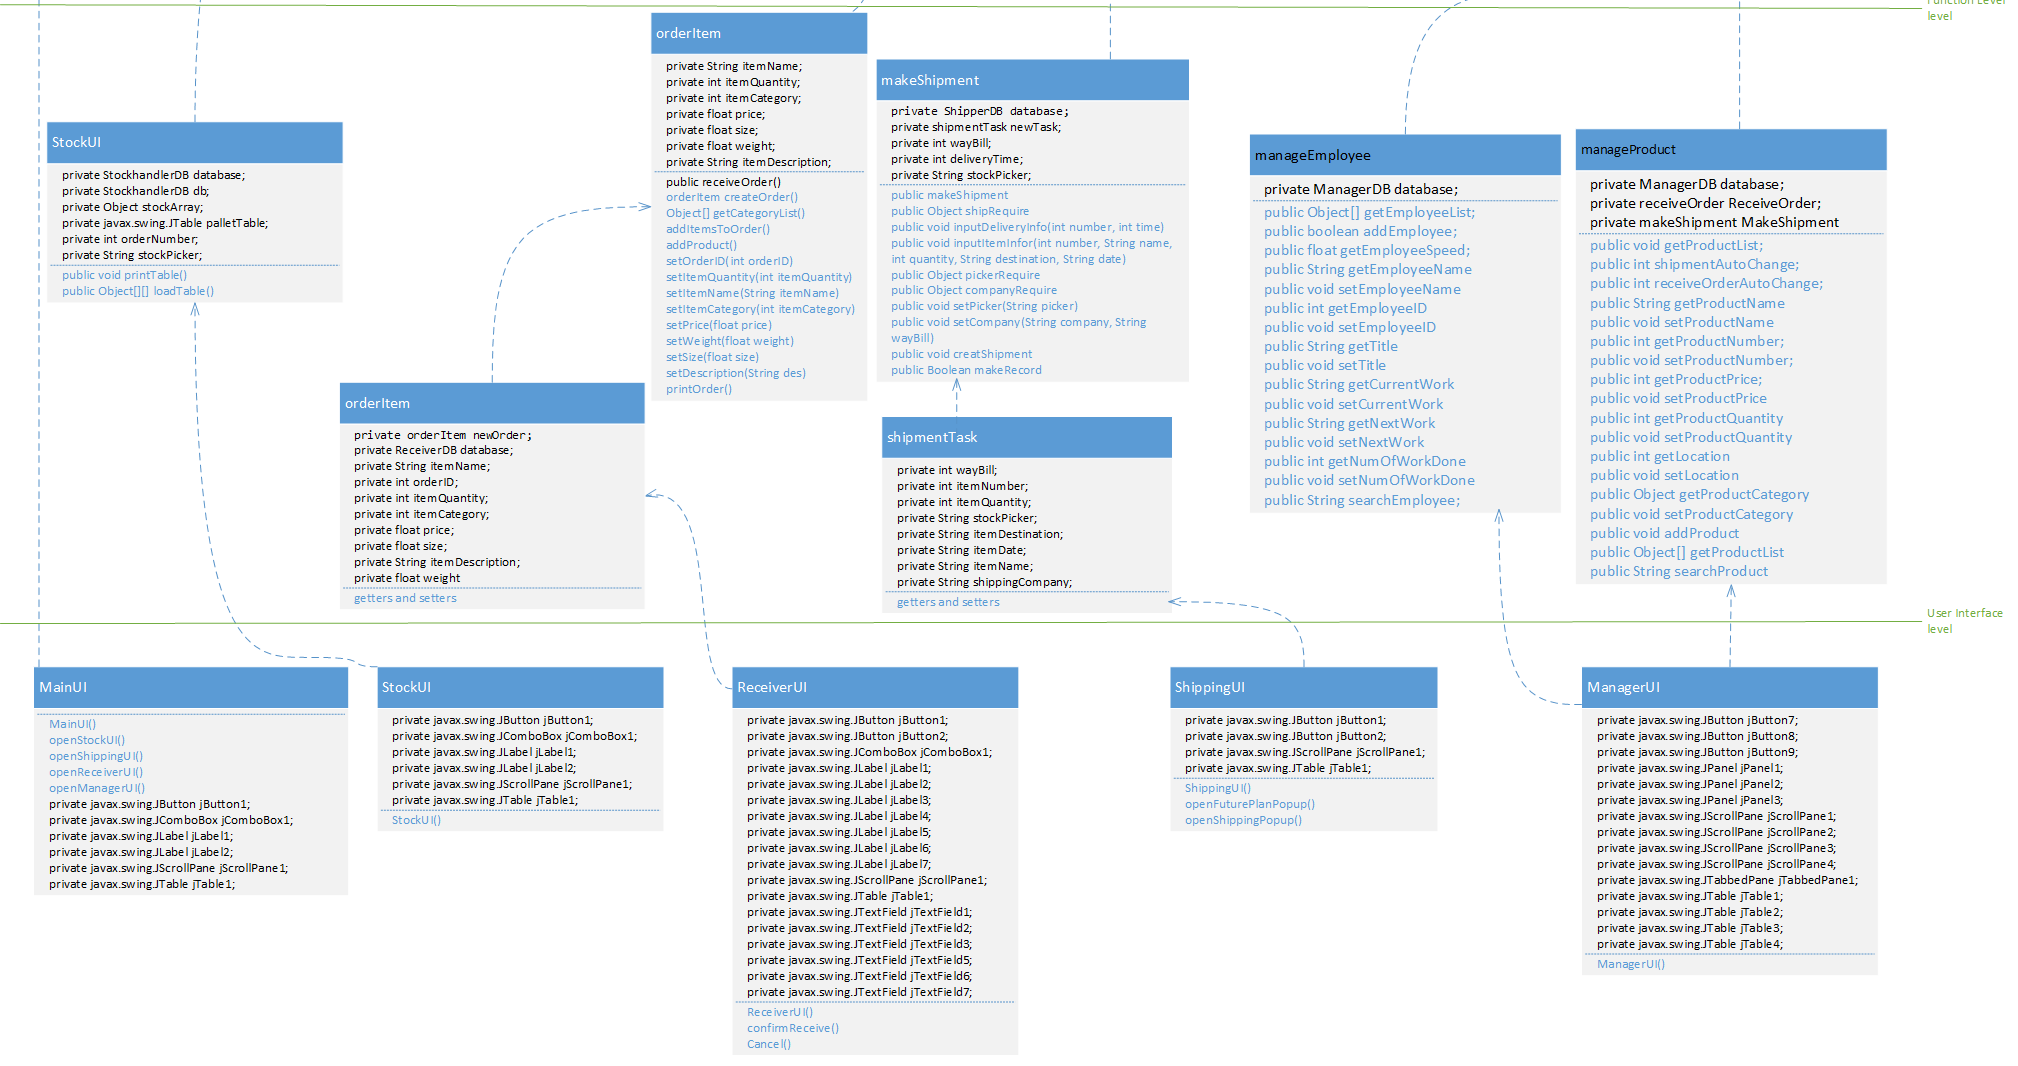 Function Level
level
orderItem
private String itemName;
private int itemQuantity;
private int itemCategory;
private float price;
private float size;
private float weight;
private String itemDescription;
public receiveOrder()
orderItem createOrder()
Object[] getCategoryList()
addItemsToOrder()
addProduct()
setOrderID(int orderID)
setItemQuantity(int itemQuantity)
setItemName(String itemName)
setItemCategory(int itemCategory)
setPrice(float price)
setWeight(float weight)
setSize(float size)
setDescription(String des)
printOrder()
makeShipment
private ShipperDB database;
private shipmentTask newTask;
private int wayBill;
private int deliveryTime;
private String stockPicker;
public makeShipment
public Object shipRequire
public void inputDeliveryInfo(int number, int time)
public void inputItemInfor(int number, String name,
int quantity, String destination, String date)
public Object pickerRequire
public Object companyRequire
public void setPicker(String picker)
public void setCompany(String company, String
wayBill)
public void creatShipment
public Boolean makeRecord
StockUI
private StockhandlerDB database;
private StockhandlerDB db;
private Object stockArray;
private javax.swing.JTable palletTable;
private int orderNumber;
private String stockPicker;
public void printTable()
public Object[][] loadTable()
manageEmployee
private ManagerDB database;
public Object[] getEmployeeList;
public boolean addEmployee;
public float getEmployeeSpeed;
public String getEmployeeName
public void setEmployeeName
public int getEmployeeID
public void setEmployeeID
public String getTitle
public void setTitle
public String getCurrentWork
public void setCurrentWork
public String getNextWork
public void setNextWork
public int getNumOfWorkDone
public void setNumOfWorkDone
public String searchEmployee;
manageProduct
private ManagerDB database;
private receiveOrder ReceiveOrder;
private makeShipment MakeShipment
public void getProductList;
public int shipmentAutoChange;
public int receiveOrderAutoChange;
public String getProductName
public void setProductName
public int getProductNumber;
public void setProductNumber;
public int getProductPrice;
public void setProductPrice
public int getProductQuantity
public void setProductQuantity
public int getLocation
public void setLocation
public Object getProductCategory
public void setProductCategory
public void addProduct
public Object[] getProductList
public String searchProduct
orderItem
private orderItem newOrder;
private ReceiverDB database;
private String itemName;
private int orderID;
private int itemQuantity;
private int itemCategory;
private float price;
private float size;
private String itemDescription;
private float weight
getters and setters
shipmentTask
private int wayBill;
private int itemNumber;
private int itemQuantity;
private String stockPicker;
private String itemDestination;
private String itemDate;
private String itemName;
private String shippingCompany;
getters and setters
User Interface
level
MainUI
MainUI()
openStockUI()
openShippingUI()
openReceiverUI()
openManagerUI()
private javax.swing.JButton jButton1;
private javax.swing.JComboBox jComboBox1;
private javax.swing.JLabel jLabel1;
private javax.swing.JLabel jLabel2;
private javax.swing.JScrollPane jScrollPane1;
private javax.swing.JTable jTable1;
StockUI
private javax.swing.JButton jButton1;
private javax.swing.JComboBox jComboBox1;
private javax.swing.JLabel jLabel1;
private javax.swing.JLabel jLabel2;
private javax.swing.JScrollPane jScrollPane1;
private javax.swing.JTable jTable1;
StockUI()
ReceiverUI
private javax.swing.JButton jButton1;
private javax.swing.JButton jButton2;
private javax.swing.JComboBox jComboBox1;
private javax.swing.JLabel jLabel1;
private javax.swing.JLabel jLabel2;
private javax.swing.JLabel jLabel3;
private javax.swing.JLabel jLabel4;
private javax.swing.JLabel jLabel5;
private javax.swing.JLabel jLabel6;
private javax.swing.JLabel jLabel7;
private javax.swing.JScrollPane jScrollPane1;
private javax.swing.JTable jTable1;
private javax.swing.JTextField jTextField1;
private javax.swing.JTextField jTextField2;
private javax.swing.JTextField jTextField3;
private javax.swing.JTextField jTextField5;
private javax.swing.JTextField jTextField6;
private javax.swing.JTextField jTextField7;
ReceiverUI()
confirmReceive()
Cancel()
ShippingUI
private javax.swing.JButton jButton1;
private javax.swing.JButton jButton2;
private javax.swing.JScrollPane jScrollPane1;
private javax.swing.JTable jTable1;
ShippingUI()
openFuturePlanPopup()
openShippingPopup()
ManagerUI
private javax.swing.JButton jButton7;
private javax.swing.JButton jButton8;
private javax.swing.JButton jButton9;
private javax.swing.JPanel jPanel1;
private javax.swing.JPanel jPanel2;
private javax.swing.JPanel jPanel3;
private javax.swing.JScrollPane jScrollPane1;
private javax.swing.JScrollPane jScrollPane2;
private javax.swing.JScrollPane jScrollPane3;
private javax.swing.JScrollPane jScrollPane4;
private javax.swing.JTabbedPane jTabbedPane1;
private javax.swing.JTable jTable1;
private javax.swing.JTable jTable2;
private javax.swing.JTable jTable3;
private javax.swing.JTable jTable4;
ManagerUI()